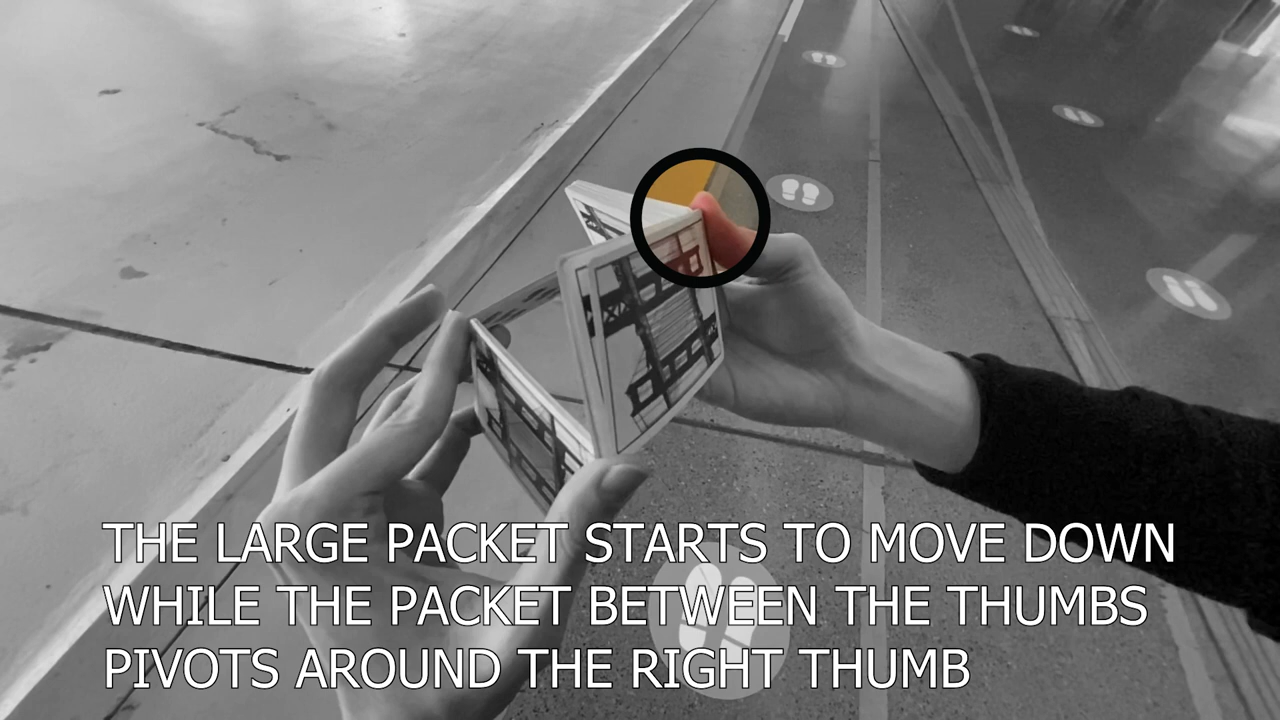 THE LARGE PACKET STARTS TO MOVE DOWN
WHILE THE PACKET BETWEEN THE THUMBS
PIVOTS AROUND THE RIGHT THUMB